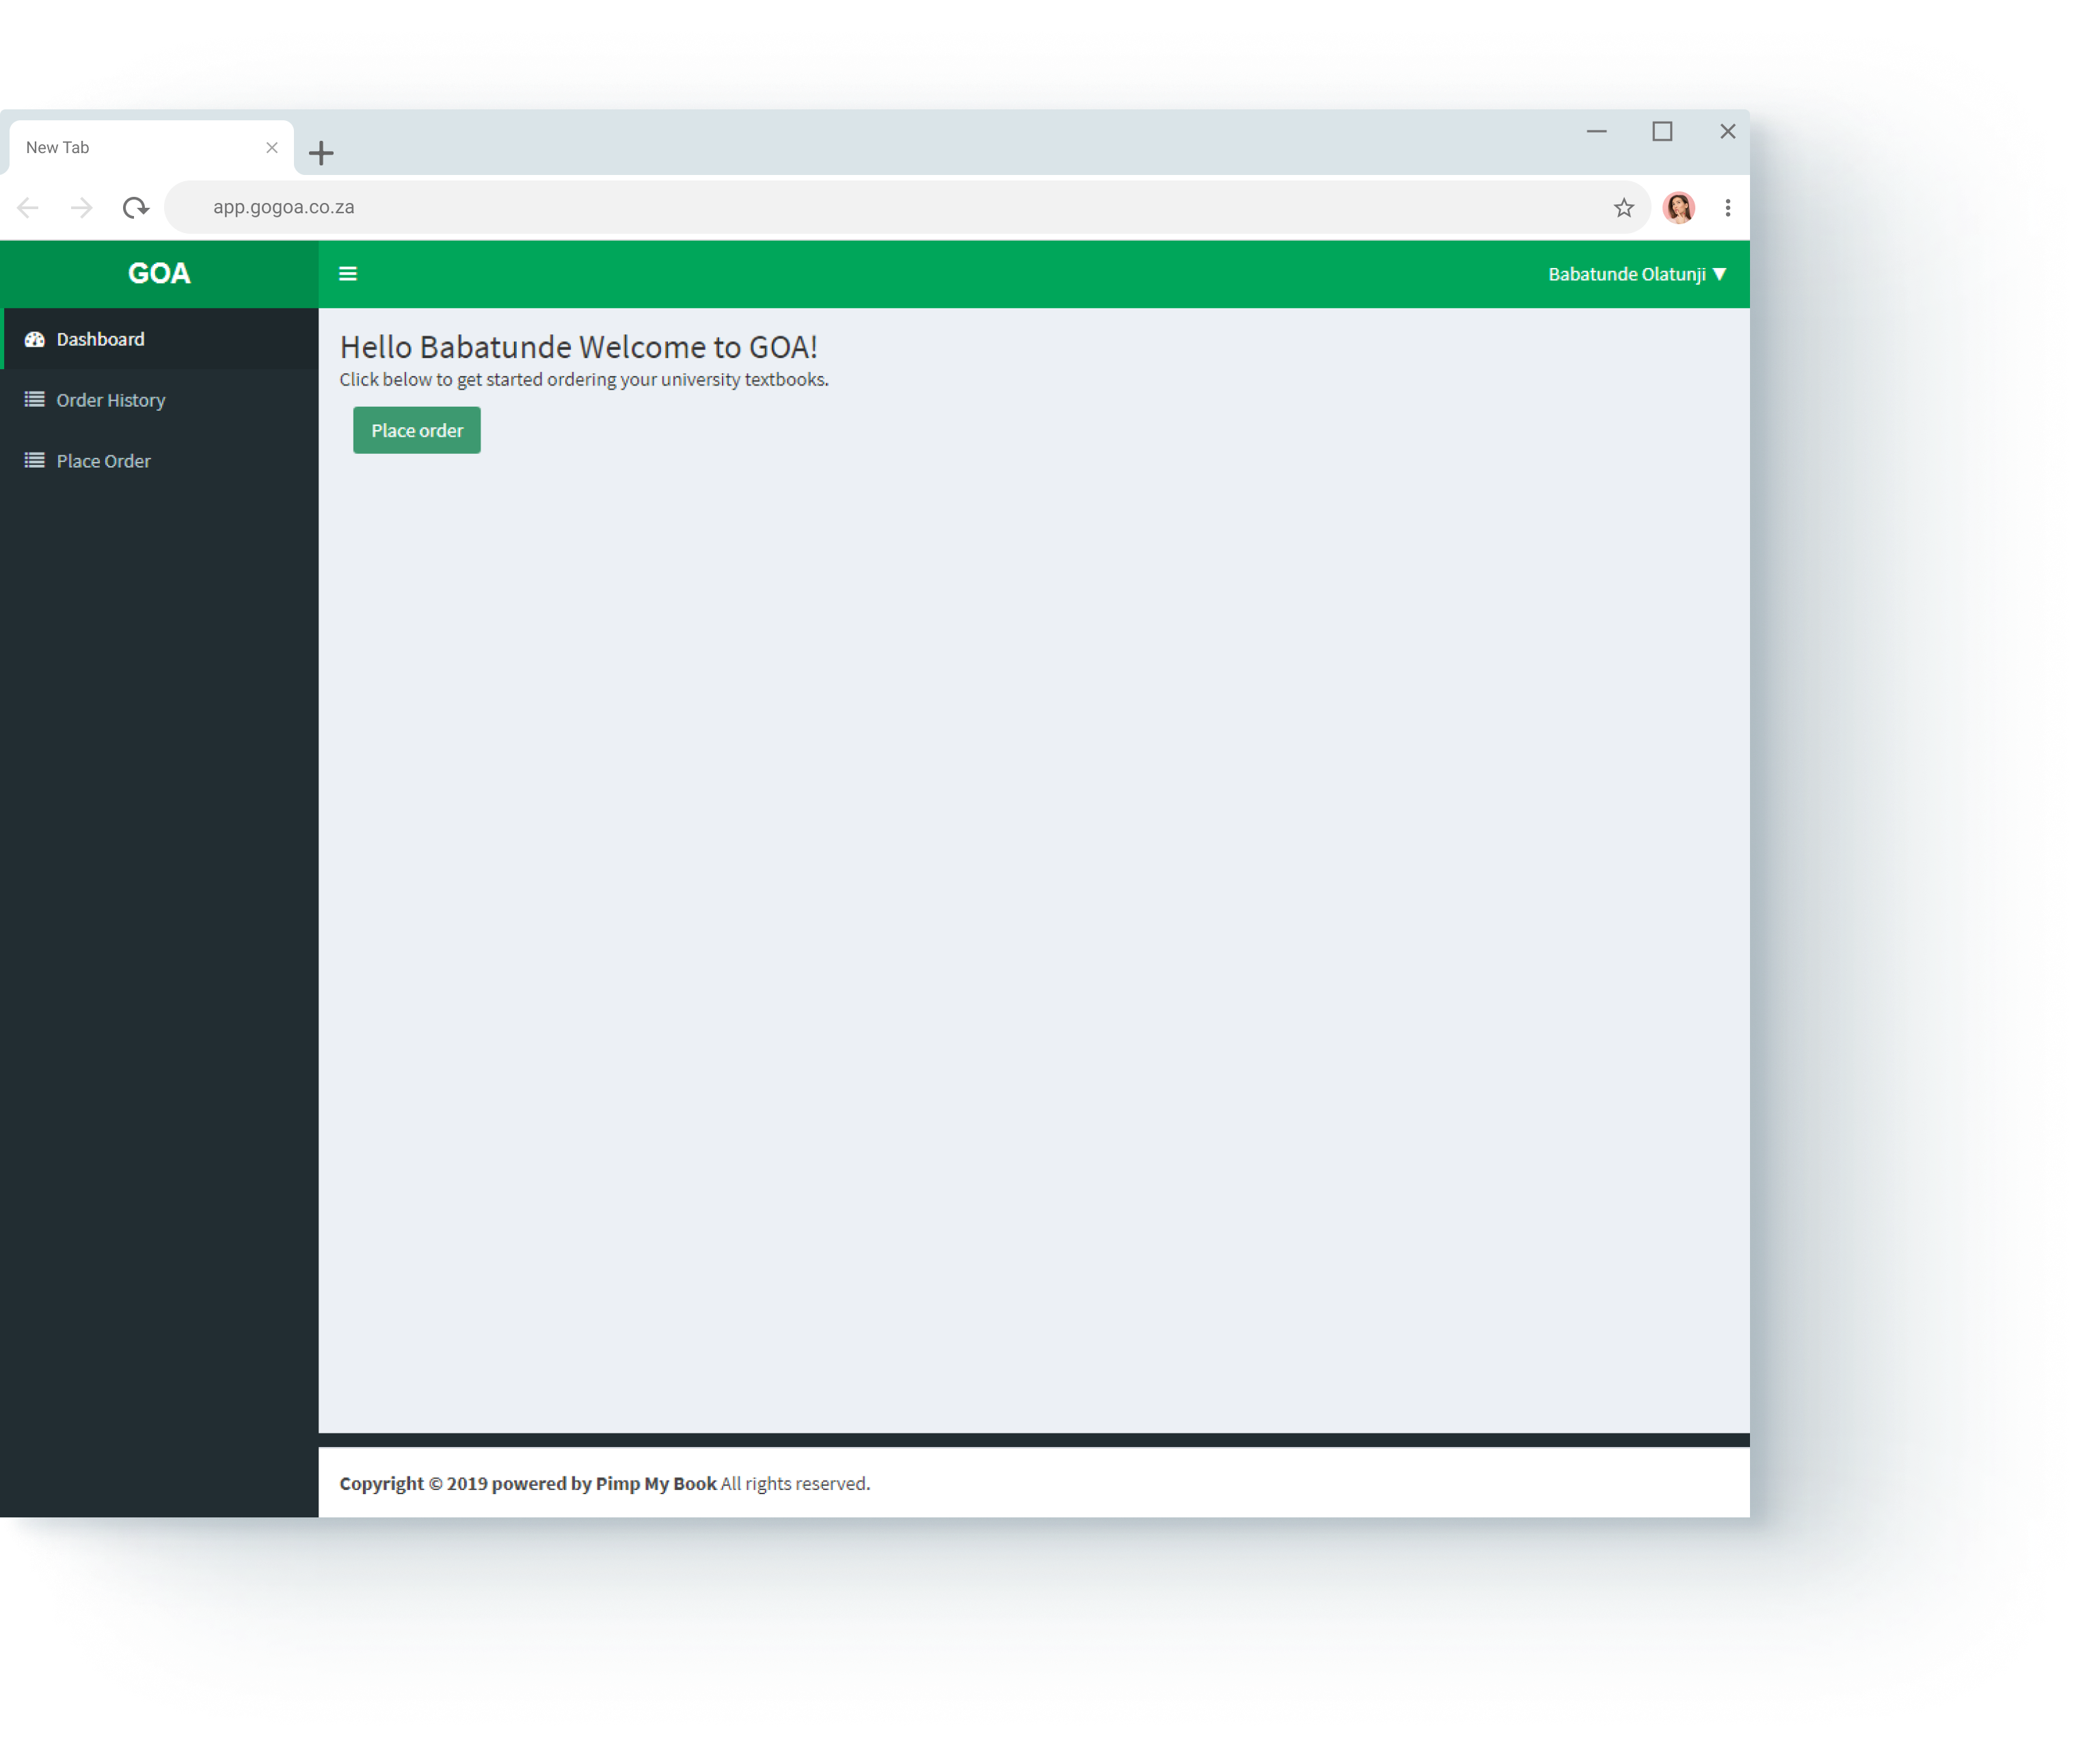 New Tab
app.gogoa.co.za
GOA
Babatunde Olatunji
Dashboard
Order History
Place Order
Hello Babatunde Welcome to GOA!
Click below to get started ordering your university textbooks.
Place order
Copyright © 2019 powered by Pimp My Book All rights reserved.